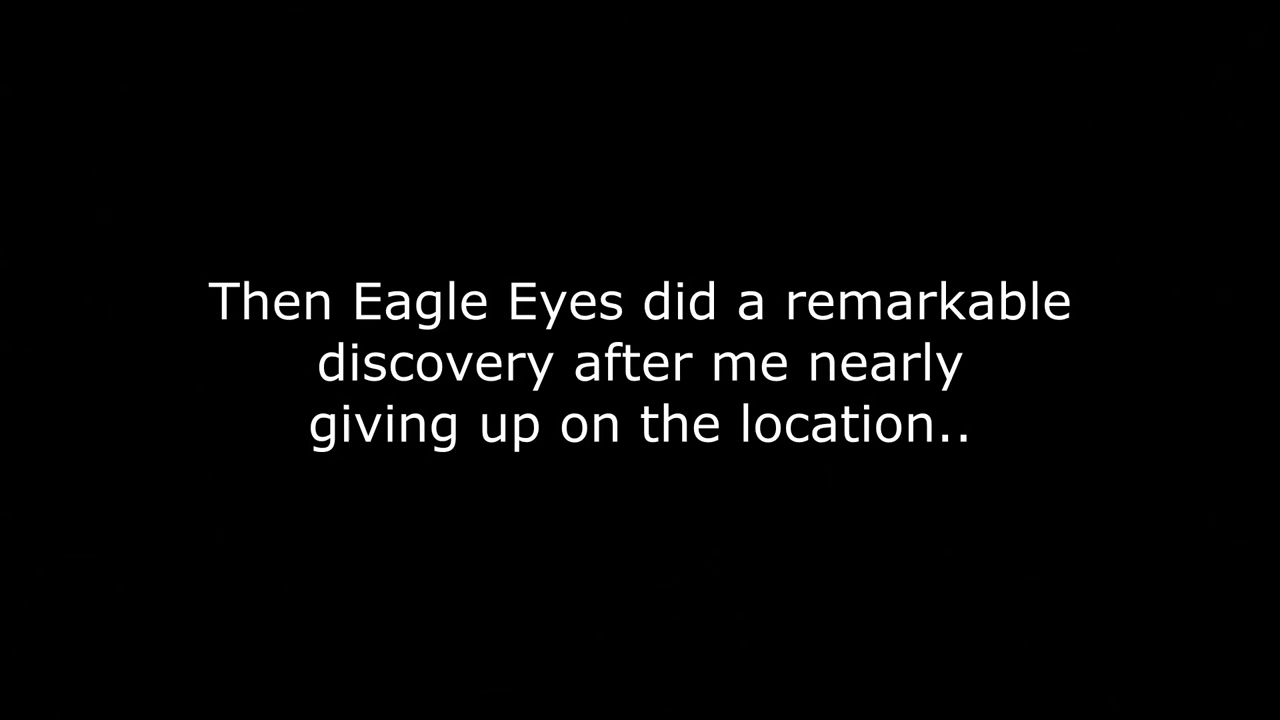 Then Eagle Eyes did a remarkable
discovery after me nearly
giving up on the location..